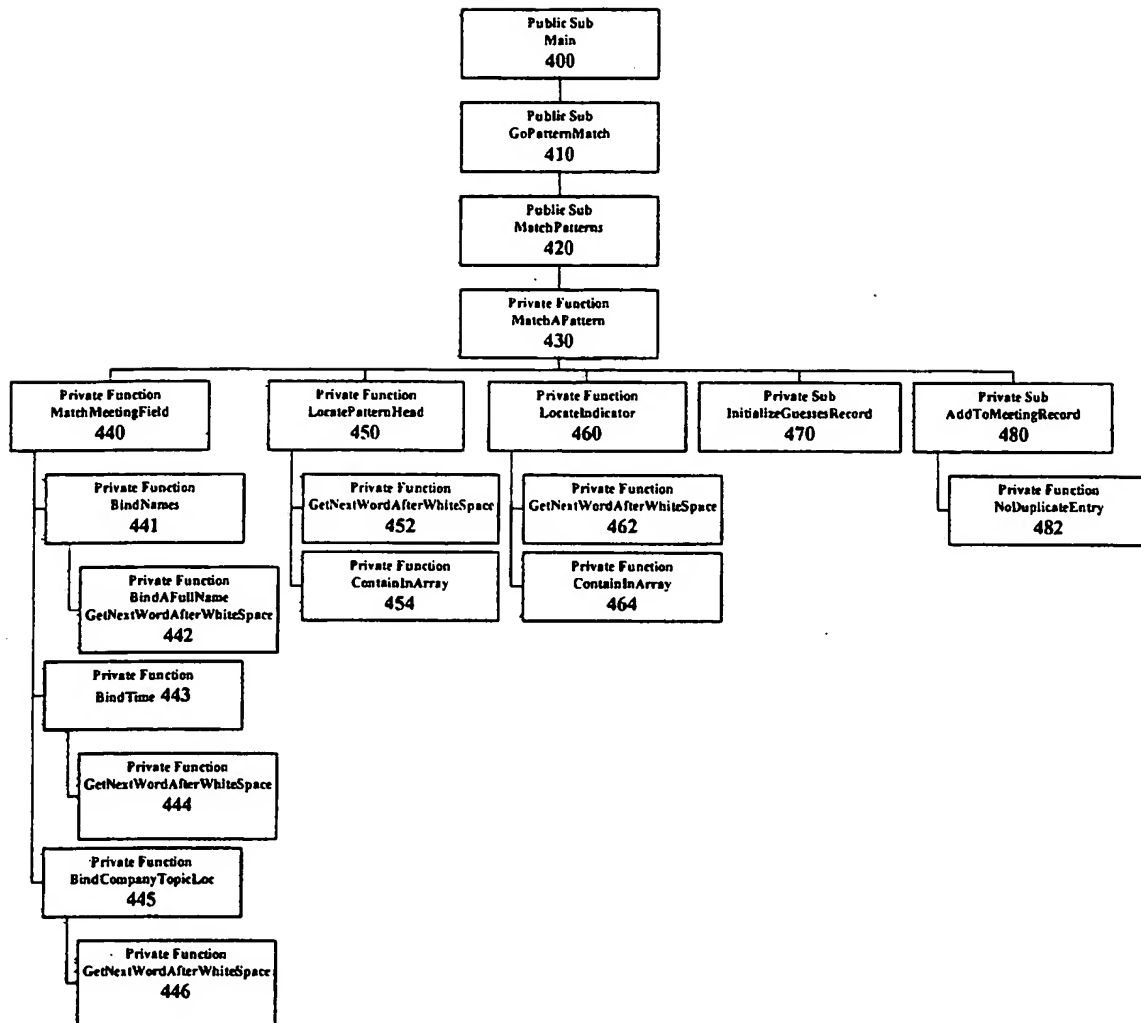 Public Sub
Main
400
Public Sub
GoPatternMatch
410
Public Sub
MatchPatterns
420
Private Function
MatchAPattern
430
Private Function
MatchMeetingField
440
Private Function
LocatePatternHead
450
Private Function
LocateIndicator
460
Private Sub
InitializeGuessesRecord
470
Private Sub
AddToMeetingRecord
480
Private Function
BindNames
441
Private Function
GetNextWordAfterWhiteSpace
452
Private Function
GetNextWordAfterWhiteSpace
462
Private Function
NoDuplicateEntry
482
Private Function
BindAFullName
GetNextWordAfterWhiteSpace
442
Private Function
ContainInArray
454
Private Function
ContainInArray
464
Private Function
BindTime 443
Private Function
GetNextWordAfterWhiteSpace
444
Private Function
BindCompanyTopicLoc
445
Private Function
GetNextWordAfterWhiteSpace
446